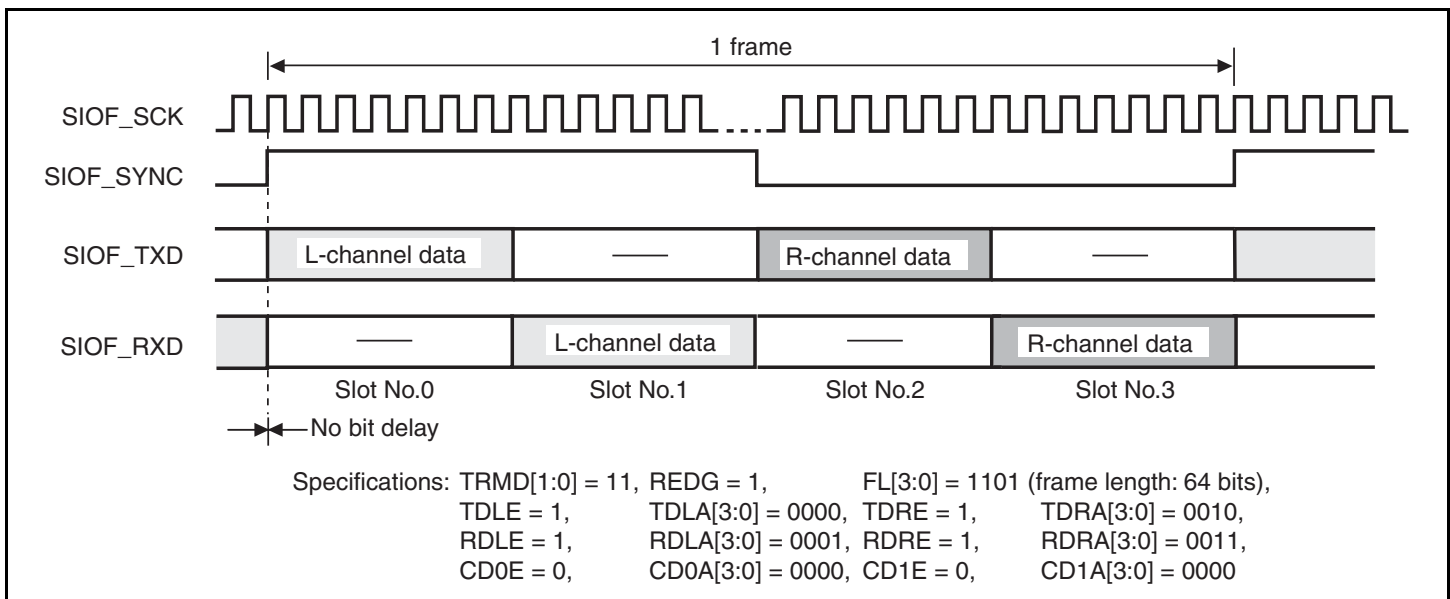 1 frame
SIOF_SCK
SIOF_SYNC
SIOF_TXD L-channel data — R-channel data —
SIOF_RXD — L-channel data — R-channel data
Slot No.0 Slot No.1 Slot No.2 Slot No.3
No bit delay
Specifications: TRMD[1:0] = 11, REDG = 1, FL[3:0] = 1101 (frame length: 64 bits),
TDLE = 1, TDLA[3:0] = 0000, TDRE = 1, TDRA[3:0] = 0010,
RDLE = 1, RDLA[3:0] = 0001, RDRE = 1, RDRA[3:0] = 0011,
CD0E = 0, CD0A[3:0] = 0000, CD1E = 0, CD1A[3:0] = 0000